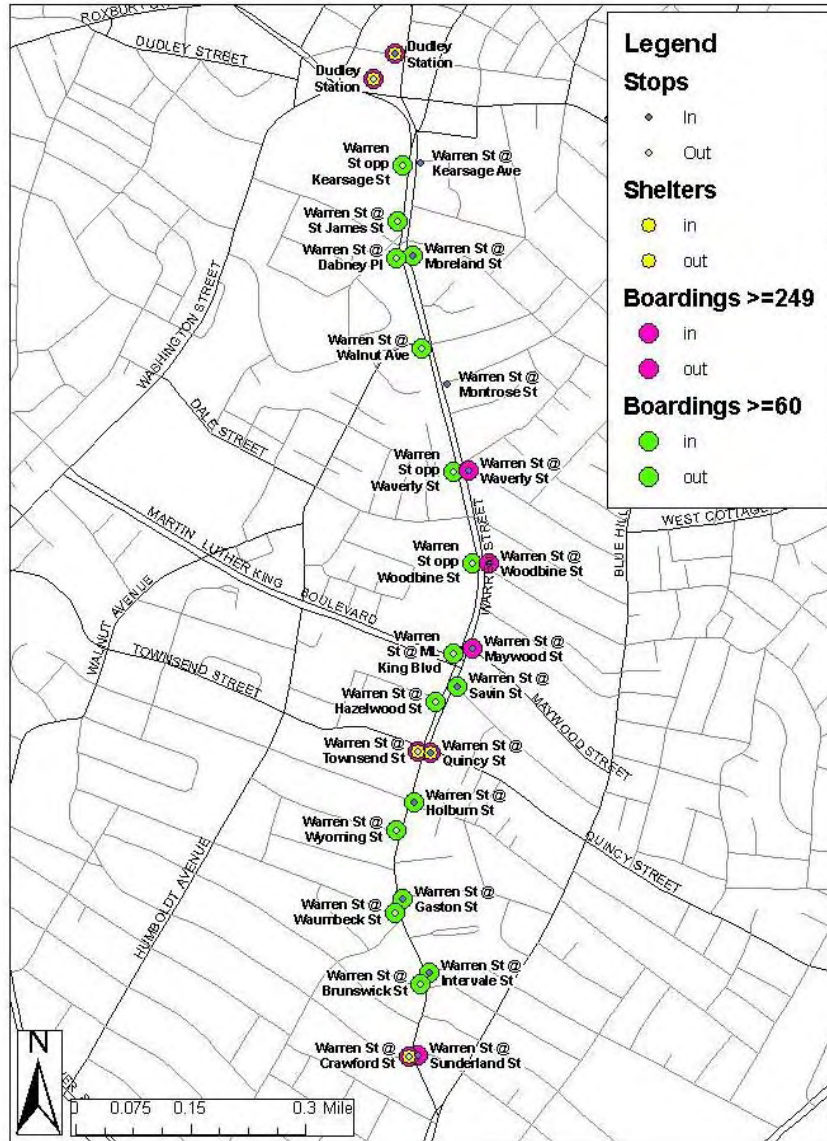 ROXBURY
DUDLEY STREET
Dudley
Station
Dudley
Station
Warren
St opp
Kearsage St
Warren St @
Kearsage Ave
Warren St @
St James St
Warren St @
Dabney Pl
Warren St @
Moreland St
WASHINGTON STREET
Warren St @
Walnut Ave
Warren St @
Montrose St
DALE STREET
Warren
St opp
Waverly St
Warren St @
Waverly St
WARREN STREET
BLUE HILL
WEST COTTAGE
MARTIN LUTHER KING BOULEVARD
Warren
St opp
Woodbine St
Warren St @
Woodbine St
WALNUT AVENUE
TOWNSEND STREET
Warren
St @ ML
King Blvd
Warren St @
Maywood St
Warren St @
Savin St
Warren St @
Hazelwood St
MAYWOOD STREET
Warren St @
Townsend St
Warren St @
Quincy St
Warren St @
Holburn St
Warren St @
Wyoming St
QUINCY STREET
HUMBOLDT AVENUE
Warren St @
Gaston St
Warren St @
Waumbeck St
Warren St @
Intervale St
Warren St @
Brunswick St
Warren St @
Crawford St
Warren St @
Sunderland St
N
0 0.075 0.15 0.3 Mile
Legend
Stops
In
Out
Shelters
in
out
Boardings >=249
in
out
Boardings >=60
in
out